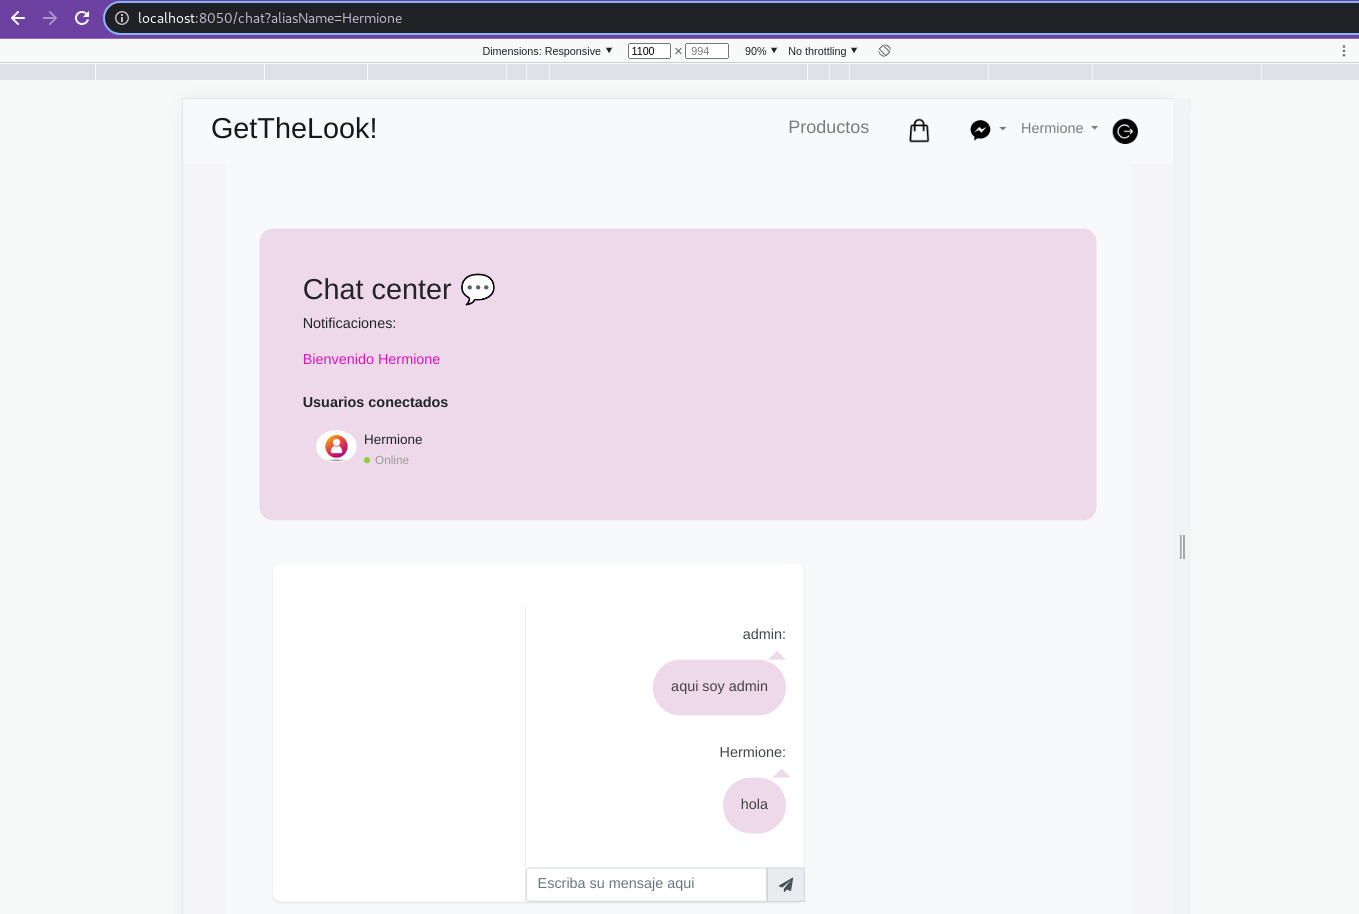 localhost:8050/chat?aliasName=Hermione
Dimensions: Responsive ▼ 1100 × 994 90% ▼ No throttling ▼
GetTheLook!
Productos
Hermione
Chat center
Notificaciones:
Bienvenido Hermione
Usuarios conectados
Hermione
Online
admin:
aqui soy admin
Hermione:
hola
Escriba su mensaje aqui